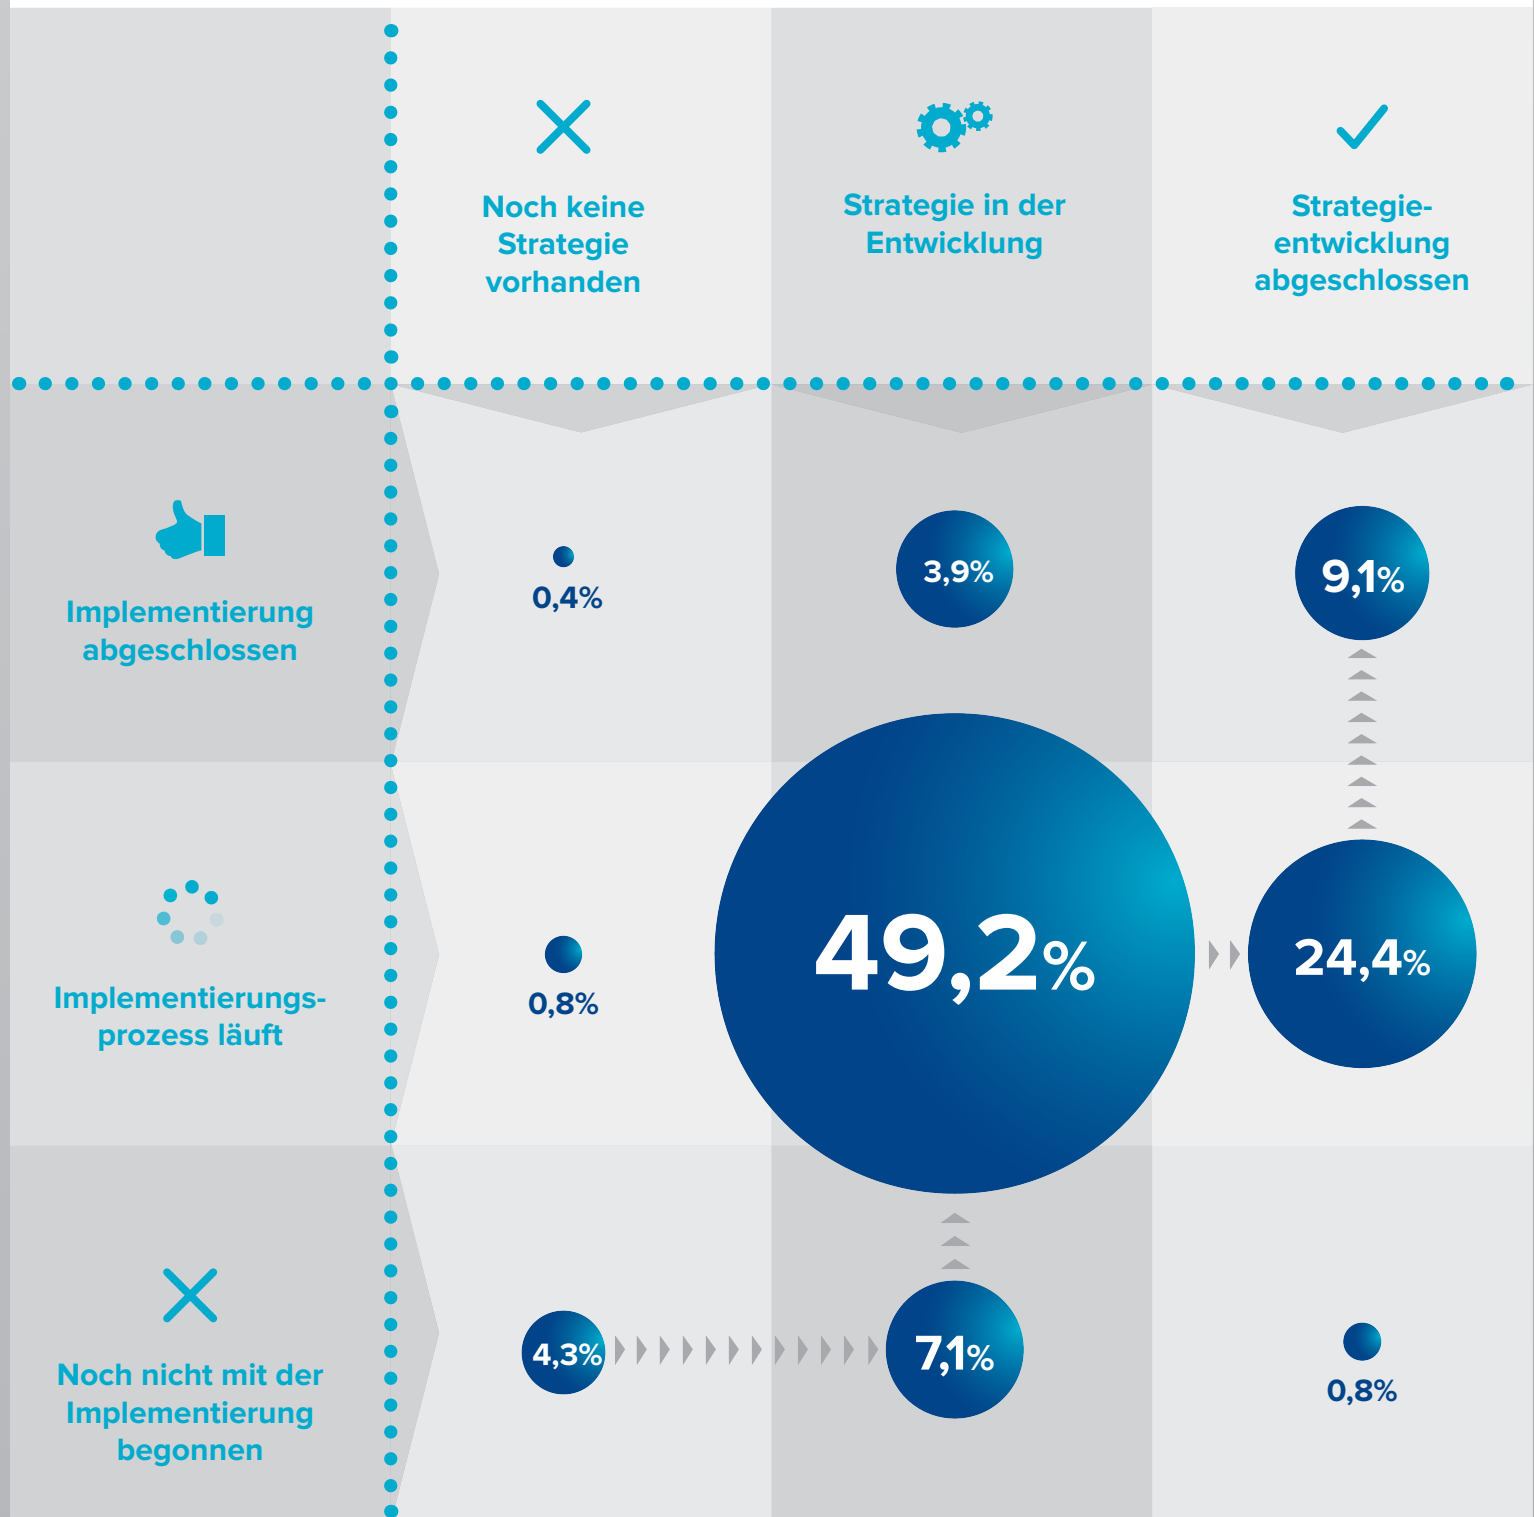 Noch keine
Strategie
vorhanden
Strategie in der
Entwicklung
Strategie-
entwicklung
abgeschlossen
Implementierung
abgeschlossen
0,4%
3,9%
9,1%
Implementierungs-
prozess läuft
0,8%
49,2%
24,4%
Noch nicht mit der
Implementierung
begonnen
4,3%
7,1%
0,8%